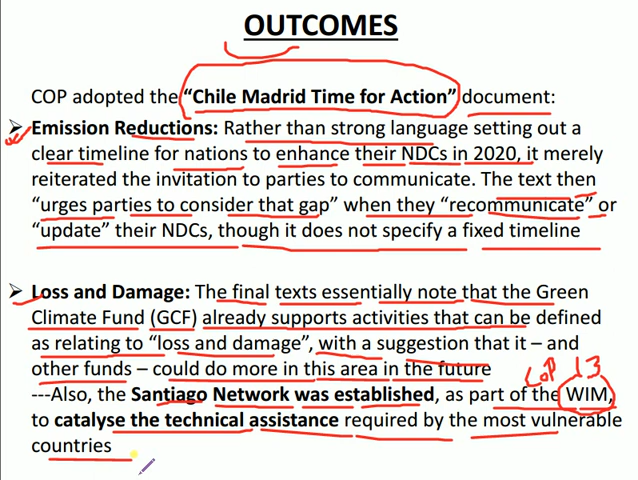 OUTCOMES
COP adopted the “Chile Madrid Time for Action” document:
Emission Reductions: Rather than strong language setting out a
clear timeline for nations to enhance their NDCs in 2020, it merely
reiterated the invitation to parties to communicate. The text then
“urges parties to consider that gap” when they “recommunicate” or
“update” their NDCs, though it does not specify a fixed timeline
Loss and Damage: The final texts essentially note that the Green
Climate Fund (GCF) already supports activities that can be defined
as relating to “loss and damage”, with a suggestion that it – and
other funds – could do more in this area in the future
COP 13
---Also, the Santiago Network was established, as part of the WIM,
to catalyse the technical assistance required by the most vulnerable
countries